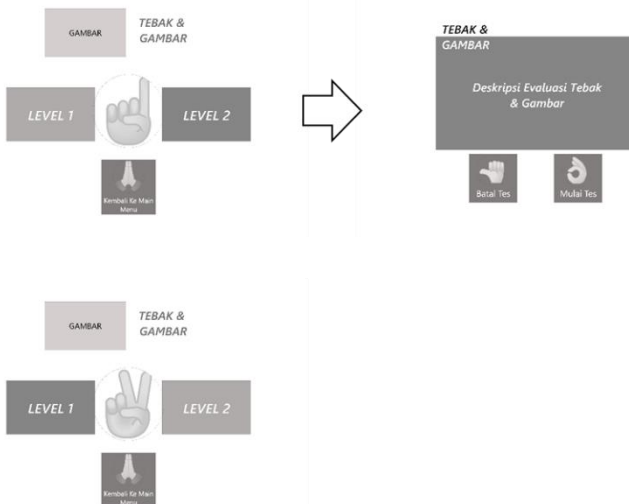 GAMBAR
TEBAK &
GAMBAR
LEVEL 1
LEVEL 2
Kembali Ke Main
Menu
TEBAK &
GAMBAR
Deskripsi Evaluasi Tebak
& Gambar
Batal Tes
Mulai Tes
GAMBAR
TEBAK &
GAMBAR
LEVEL 1
LEVEL 2
Kembali Ke Main
Menu